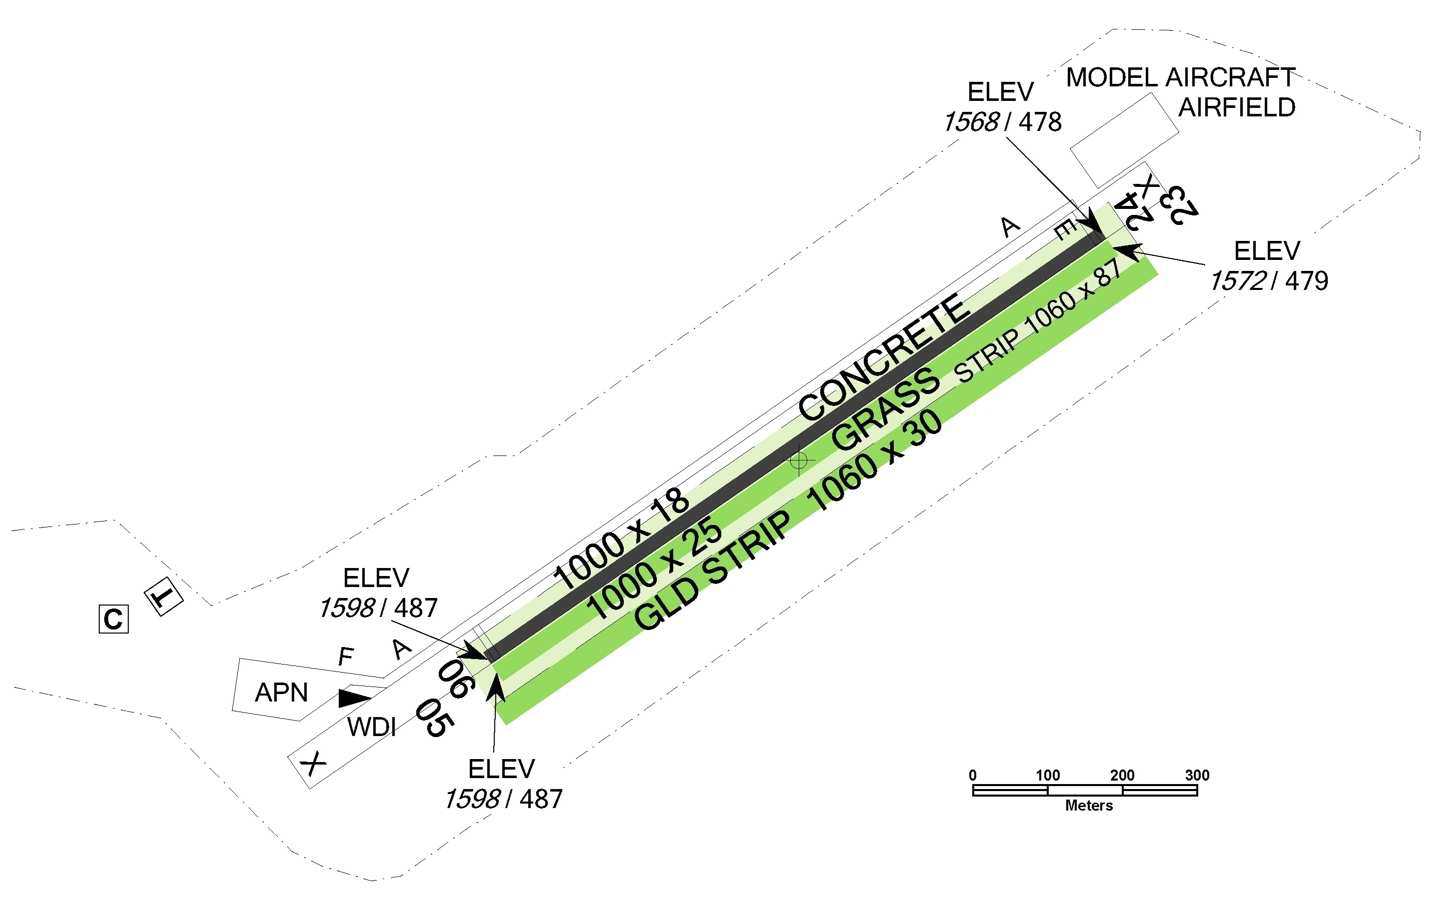 MODEL AIRCRAFT
AIRFIELD
ELEV
1568 / 478
X
23
24
A
E
ELEV
1572 / 479
CONCRETE
GRASS
STRIP 1060 x 87
1000 x 18
1000 x 25
GLD STRIP 1060 x 30
ELEV
1598 / 487
T
C
F
A
APN
WDI
06
05
X
ELEV
1598 / 487
0 100 200 300
Meters